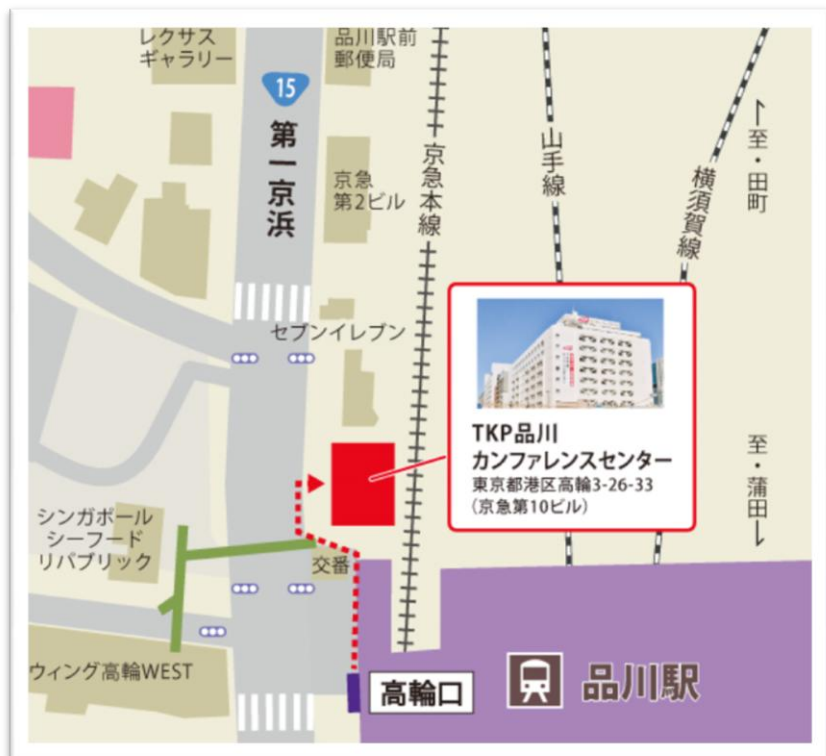 レクサス
ギャラリー
品川駅前
郵便局
15
第一京浜
京急
第2ビル
京急本線
山手線
横須賀線
至・田町
セブンイレブン
TKP品川
カンファレンスセンター
東京都港区高輪3-26-33
（京急第10ビル）
至・蒲田
シンガポール
シーフード
リパブリック
交番
ウィング高輪WEST
高輪口
品川駅